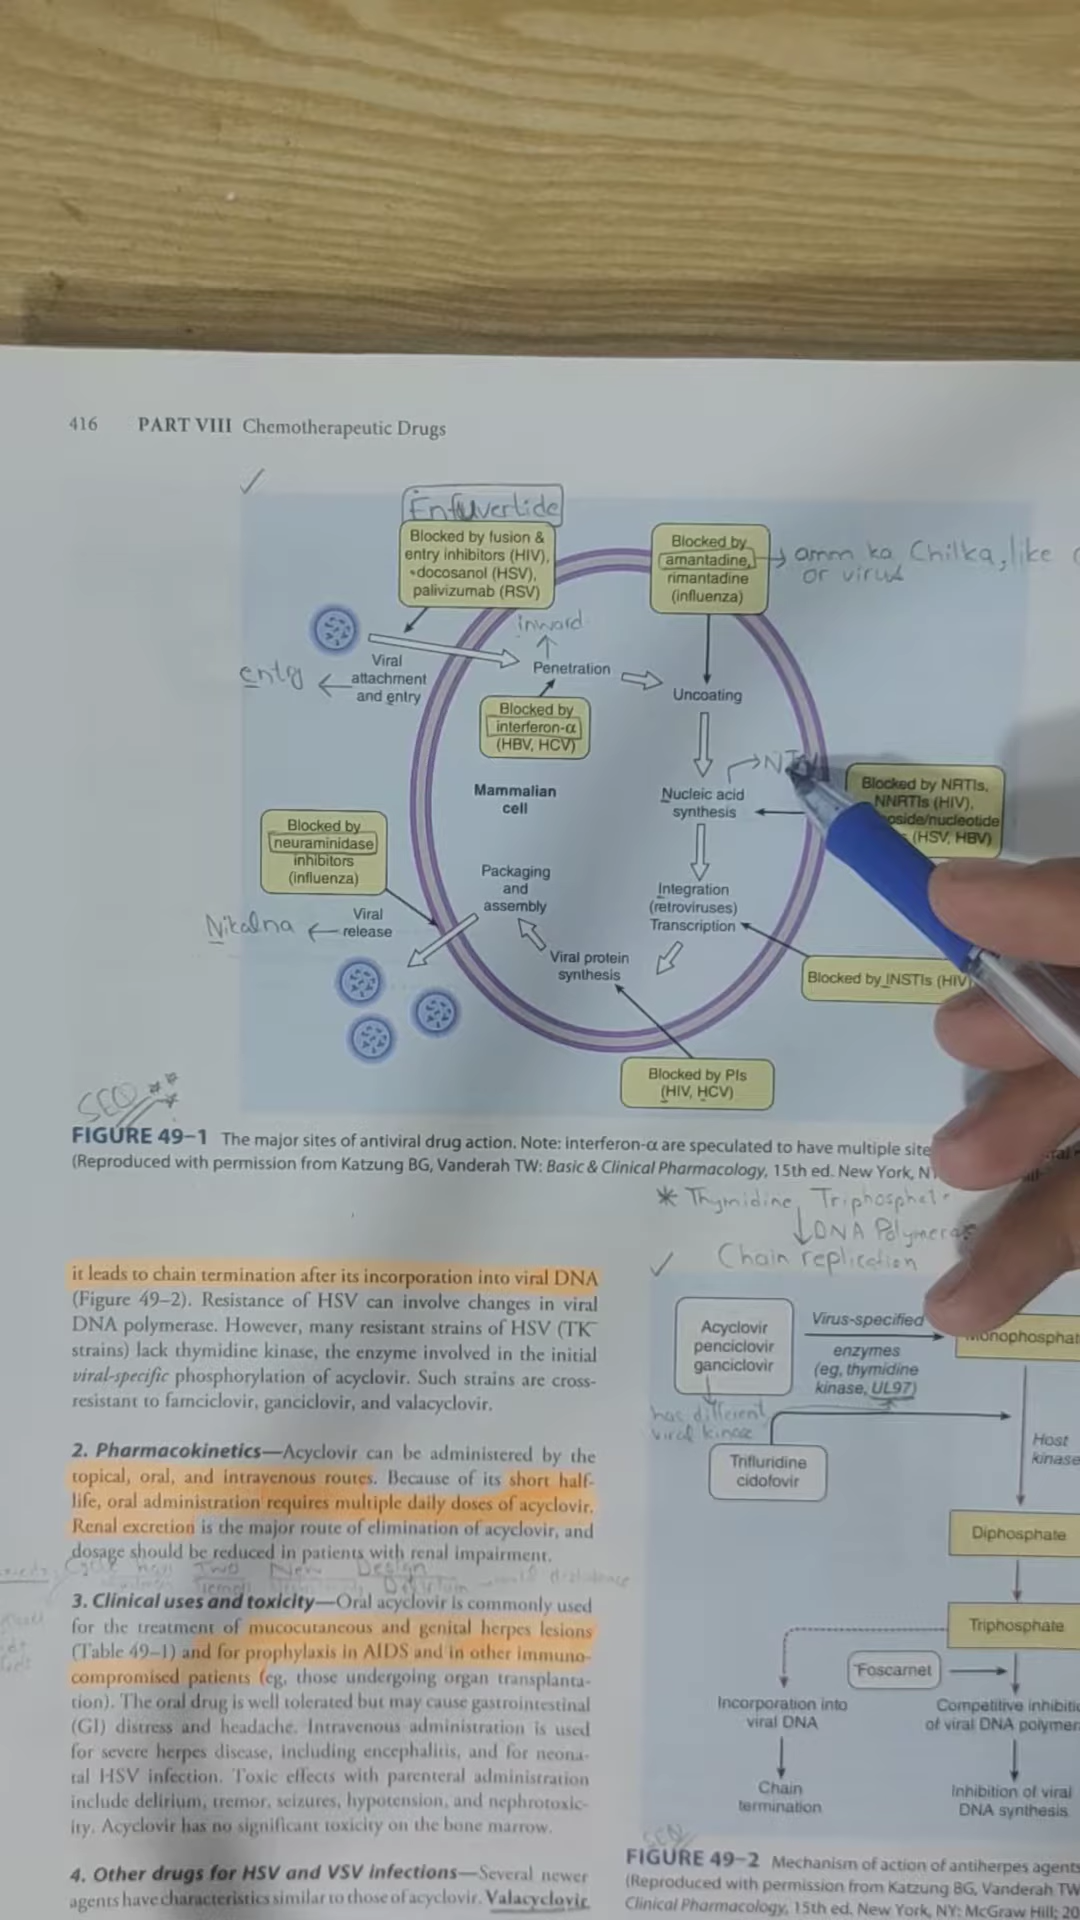 416 PART VIII Chemotherapeutic Drugs
Enfuvertide
Blocked by fusion &
entry inhibitors (HIV),
docosanol (HSV),
palivizumab (RSV)
Blocked by
amantadine,
rimantadine
(influenza)
amm ka Chilka, like
or virus
inward
Viral
attachment
and entry
entry
Penetration
Uncoating
Blocked by
interferon-α
(HBV, HCV)
Mammalian
cell
Nucleic acid
synthesis
Blocked by NRTIs,
NNRTIs (HIV),
oside/nucleotide
(HSV, HBV)
Blocked by
neuraminidase
inhibitors
(influenza)
Packaging
and
assembly
Integration
(retroviruses)
Transcription
Nikalna
Viral
release
Viral protein
synthesis
Blocked by INSTIs (HIV)
Blocked by PIs
(HIV, HCV)
SEQ
FIGURE 49–1 The major sites of antiviral drug action. Note: interferon-α are speculated to have multiple site
(Reproduced with permission from Katzung BG, Vanderah TW: Basic & Clinical Pharmacology, 15th ed. New York, N
* Thymidine Triphosphate
DNA Polymeras
Chain replication
it leads to chain termination after its incorporation into viral DNA
(Figure 49–2). Resistance of HSV can involve changes in viral
DNA polymerase. However, many resistant strains of HSV (TK⁻
strains) lack thymidine kinase, the enzyme involved in the initial
viral-specific phosphorylation of acyclovir. Such strains are cross-
resistant to famciclovir, ganciclovir, and valacyclovir.
2. Pharmacokinetics—Acyclovir can be administered by the
topical, oral, and intravenous routes. Because of its short half-
life, oral administration requires multiple daily doses of acyclovir.
Renal excretion is the major route of elimination of acyclovir, and
dosage should be reduced in patients with renal impairment.
Two New Design
Delirium
3. Clinical uses and toxicity—Oral acyclovir is commonly used
for the treatment of mucocutaneous and genital herpes lesions
(Table 49–1) and for prophylaxis in AIDS and in other immuno-
compromised patients (eg, those undergoing organ transplanta-
tion). The oral drug is well tolerated but may cause gastrointestinal
(GI) distress and headache. Intravenous administration is used
for severe herpes disease, including encephalitis, and for neona-
tal HSV infection. Toxic effects with parenteral administration
include delirium, tremor, seizures, hypotension, and nephrotoxic-
ity. Acyclovir has no significant toxicity on the bone marrow.
4. Other drugs for HSV and VSV infections—Several newer
agents have characteristics similar to those of acyclovir. Valacyclovir
Acyclovir
penciclovir
ganciclovir
Virus-specified
enzymes
(eg, thymidine
kinase, UL97)
Monophosphat
has different
viral kinase
Trifluridine
cidofovir
Host
kinase
Diphosphate
Triphosphate
Foscarnet
Incorporation into
viral DNA
Competitive inhibiti
of viral DNA polymer
Chain
termination
Inhibition of viral
DNA synthesis
SEQ
FIGURE 49–2 Mechanism of action of antiherpes agents
(Reproduced with permission from Katzung BG, Vanderah TW
Clinical Pharmacology, 15th ed. New York, NY: McGraw Hill; 20